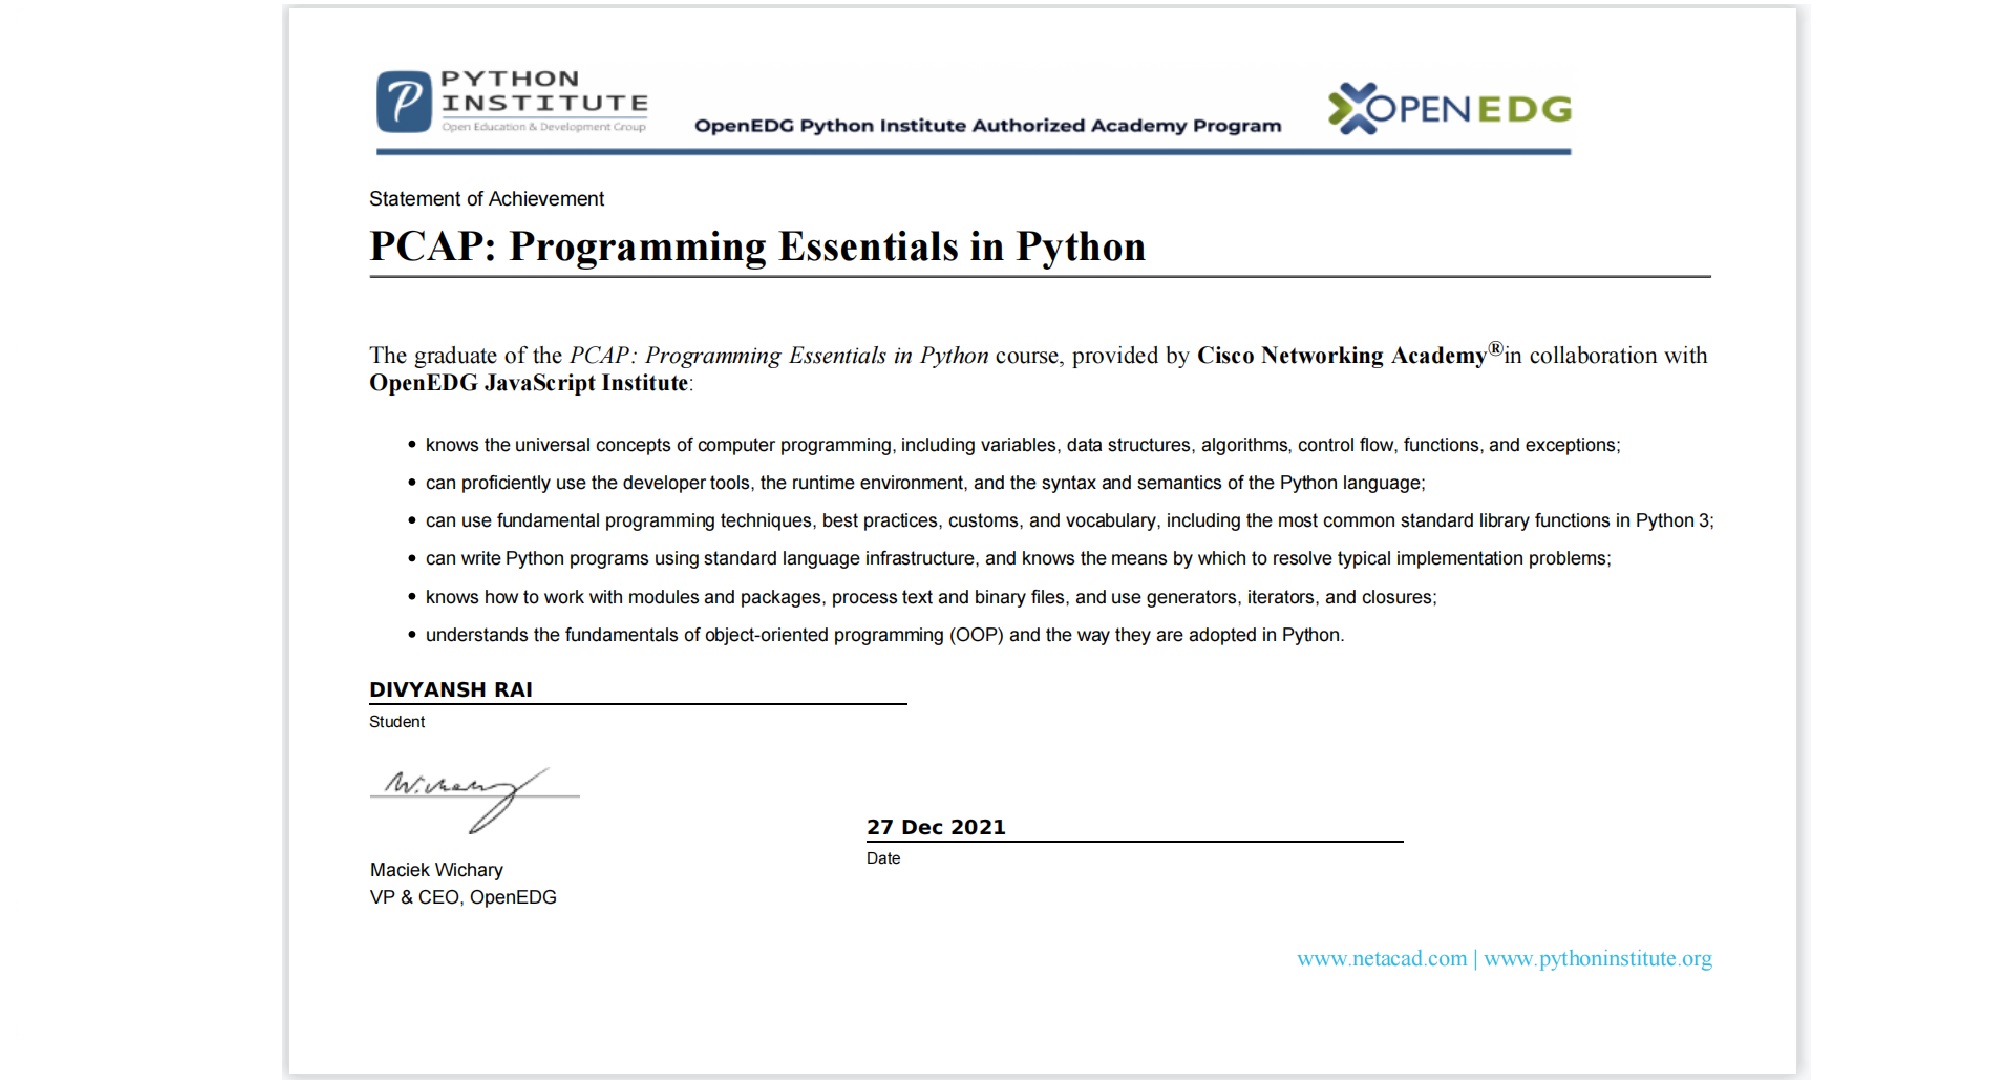 PYTHON
INSTITUTE
Open Education & Development Group
OpenEDG Python Institute Authorized Academy Program
OPENEDG
Statement of Achievement
PCAP: Programming Essentials in Python
The graduate of the PCAP: Programming Essentials in Python course, provided by Cisco Networking Academy®in collaboration with
OpenEDG JavaScript Institute:
• knows the universal concepts of computer programming, including variables, data structures, algorithms, control flow, functions, and exceptions;
• can proficiently use the developer tools, the runtime environment, and the syntax and semantics of the Python language;
• can use fundamental programming techniques, best practices, customs, and vocabulary, including the most common standard library functions in Python 3;
• can write Python programs using standard language infrastructure, and knows the means by which to resolve typical implementation problems;
• knows how to work with modules and packages, process text and binary files, and use generators, iterators, and closures;
• understands the fundamentals of object-oriented programming (OOP) and the way they are adopted in Python.
DIVYANSH RAI
Student
27 Dec 2021
Date
Maciek Wichary
VP & CEO, OpenEDG
www.netacad.com | www.pythoninstitute.org